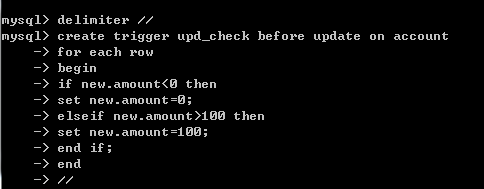 mysql> delimiter //
mysql> create trigger upd_check before update on account
-> for each row
-> begin
-> if new.amount<0 then
-> set new.amount=0;
-> elseif new.amount>100 then
-> set new.amount=100;
-> end if;
-> end
-> //